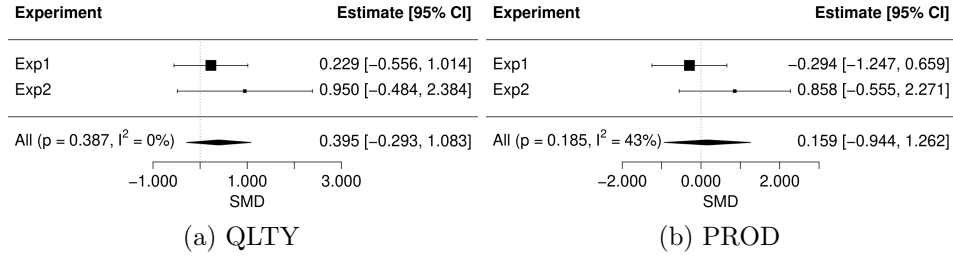 Experiment Estimate [95% CI]
Exp1 0.229 [−0.556, 1.014]
Exp2 0.950 [−0.484, 2.384]
All (p = 0.387, I² = 0%) 0.395 [−0.293, 1.083]
−1.000 1.000 3.000
SMD
(a) QLTY
Experiment Estimate [95% CI]
Exp1 −0.294 [−1.247, 0.659]
Exp2 0.858 [−0.555, 2.271]
All (p = 0.185, I² = 43%) 0.159 [−0.944, 1.262]
−2.000 0.000 2.000
SMD
(b) PROD